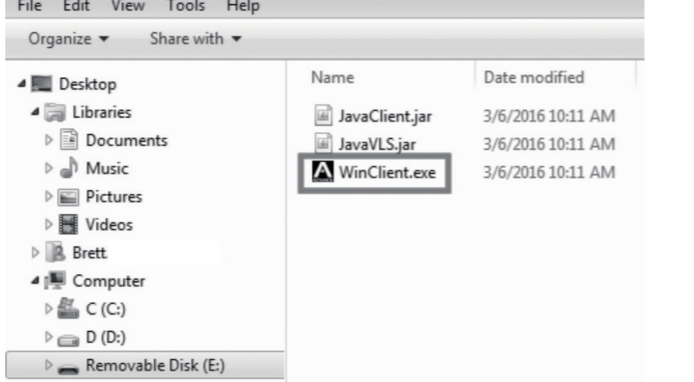 File Edit View Tools Help
Organize Share with
Desktop
Libraries
Documents
Music
Pictures
Videos
Brett
Computer
C (C:)
D (D:)
Removable Disk (E:)
Name Date modified
JavaClient.jar 3/6/2016 10:11 AM
JavaVLS.jar 3/6/2016 10:11 AM
WinClient.exe 3/6/2016 10:11 AM